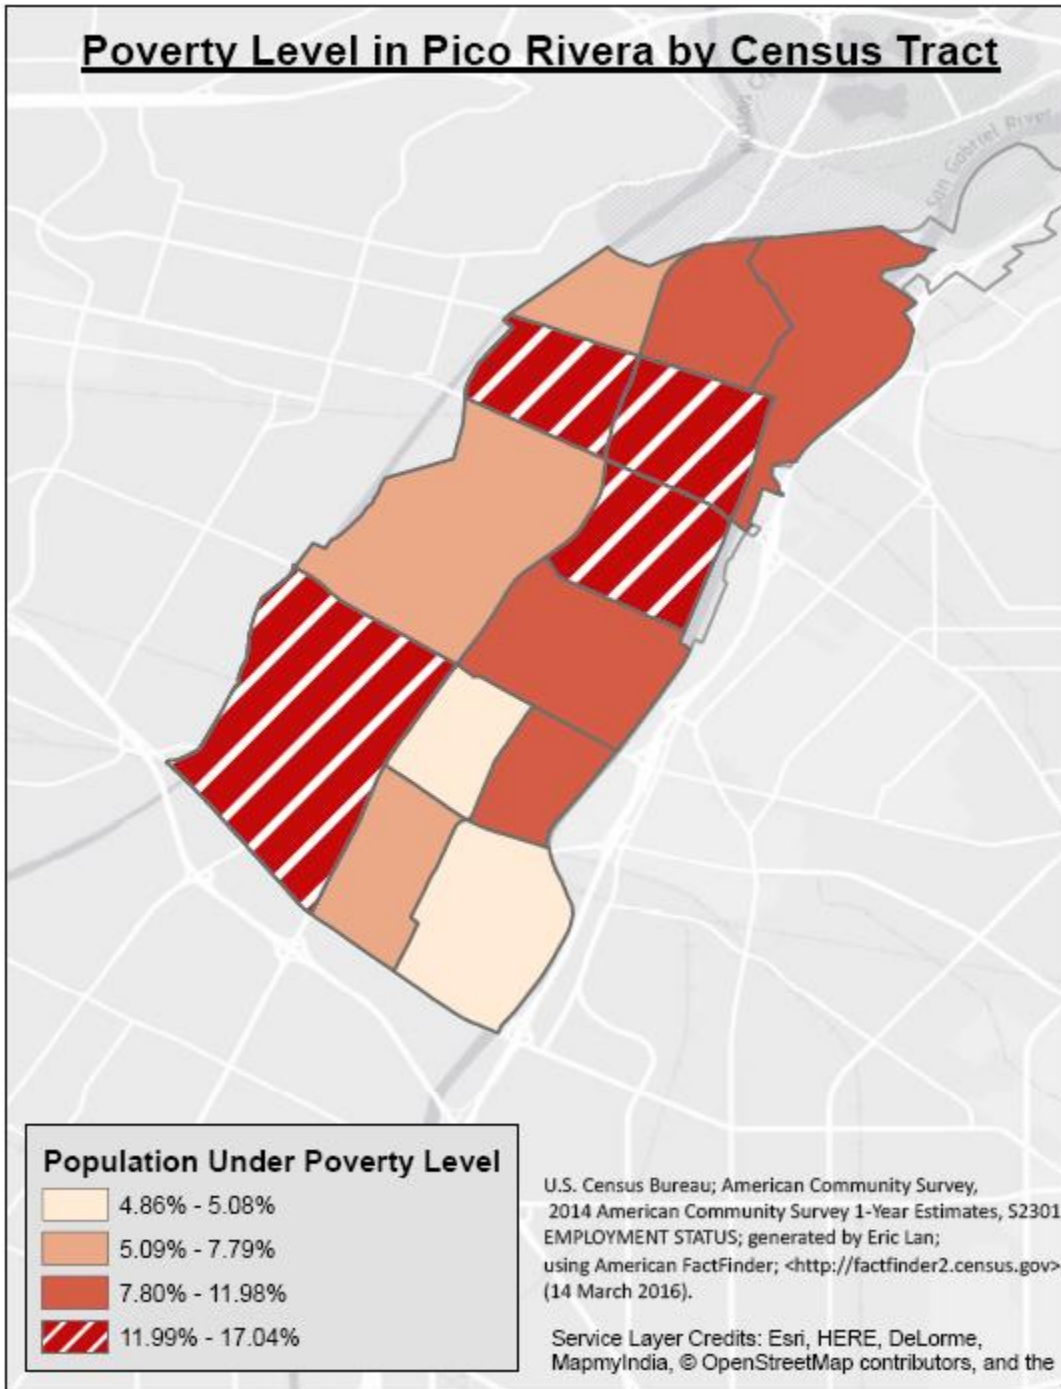 Poverty Level in Pico Rivera by Census Tract
San Gabriel River
Population Under Poverty Level
4.86% - 5.08%
5.09% - 7.79%
7.80% - 11.98%
11.99% - 17.04%
U.S. Census Bureau; American Community Survey,
2014 American Community Survey 1-Year Estimates, S2301
EMPLOYMENT STATUS; generated by Eric Lan;
using American FactFinder; <http://factfinder2.census.gov>
(14 March 2016).
Service Layer Credits: Esri, HERE, DeLorme,
MapmyIndia, © OpenStreetMap contributors, and the